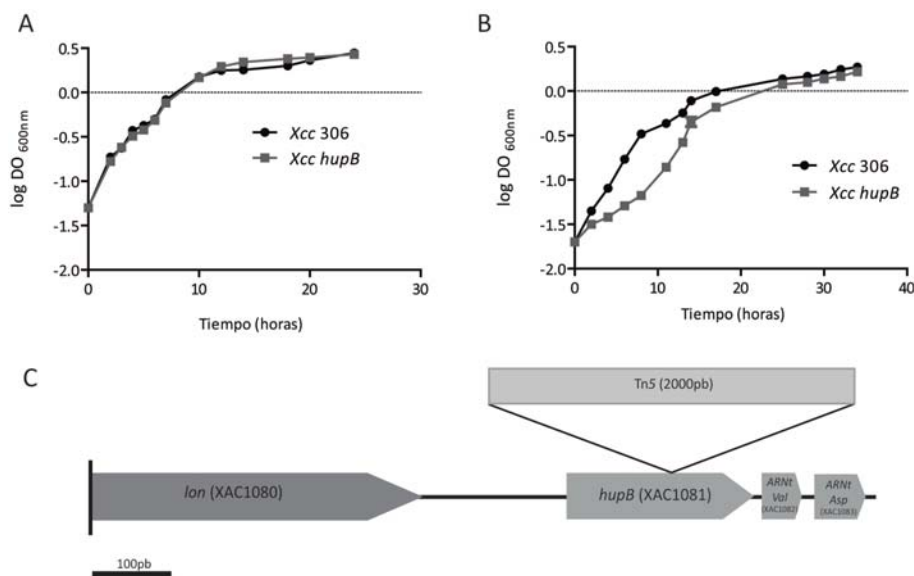 A
0.5
0.0
-0.5
-1.0
-1.5
-2.0
log DO 600nm
Xcc 306
Xcc hupB
0
10
20
30
Tiempo (horas)
B
0.5
0.0
-0.5
-1.0
-1.5
-2.0
log DO 600nm
Xcc 306
Xcc hupB
0
10
20
30
40
Tiempo (horas)
C
Tn5 (2000pb)
lon (XAC1080)
hupB (XAC1081)
ARNt
Val
(XAC1082)
ARNt
Asp
(XAC1083)
100pb